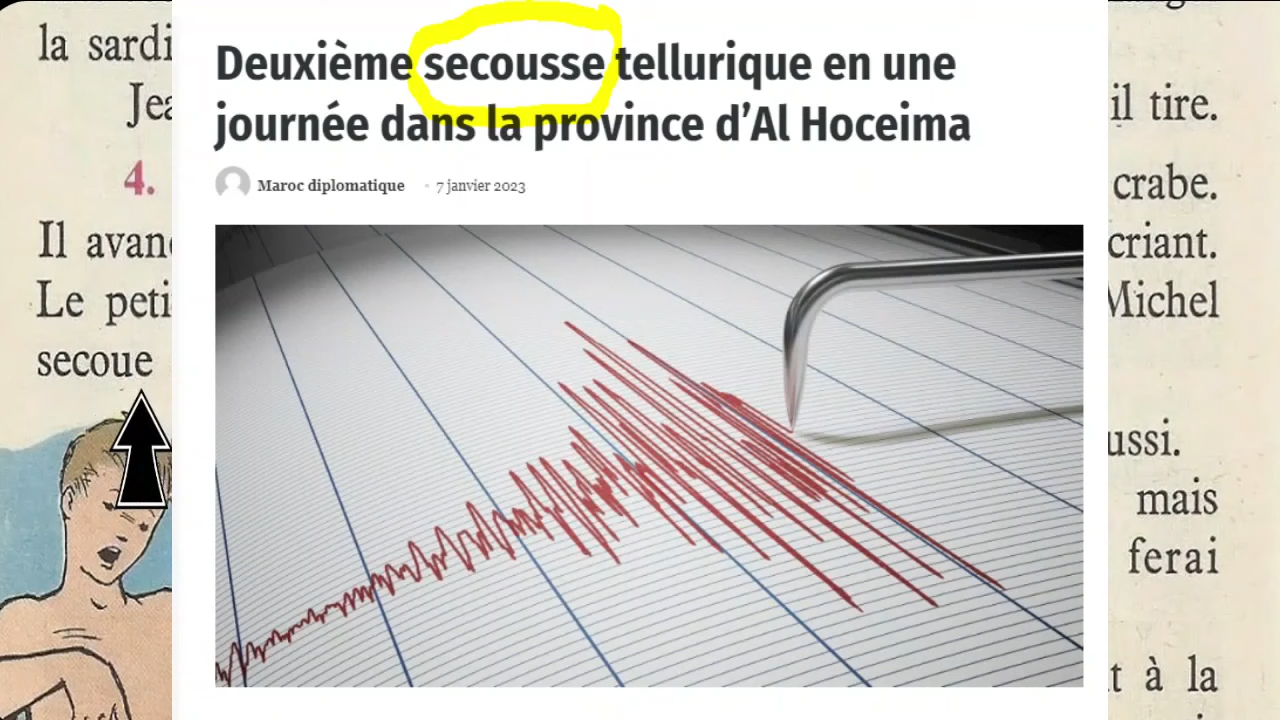 la sardi
Jea
4.
Il avan
Le peti
secoue
Deuxième secousse tellurique en une
journée dans la province d’Al Hoceima
Maroc diplomatique
7 janvier 2023
il tire.
crabe.
criant.
Michel
ussi.
mais
ferai
t à la